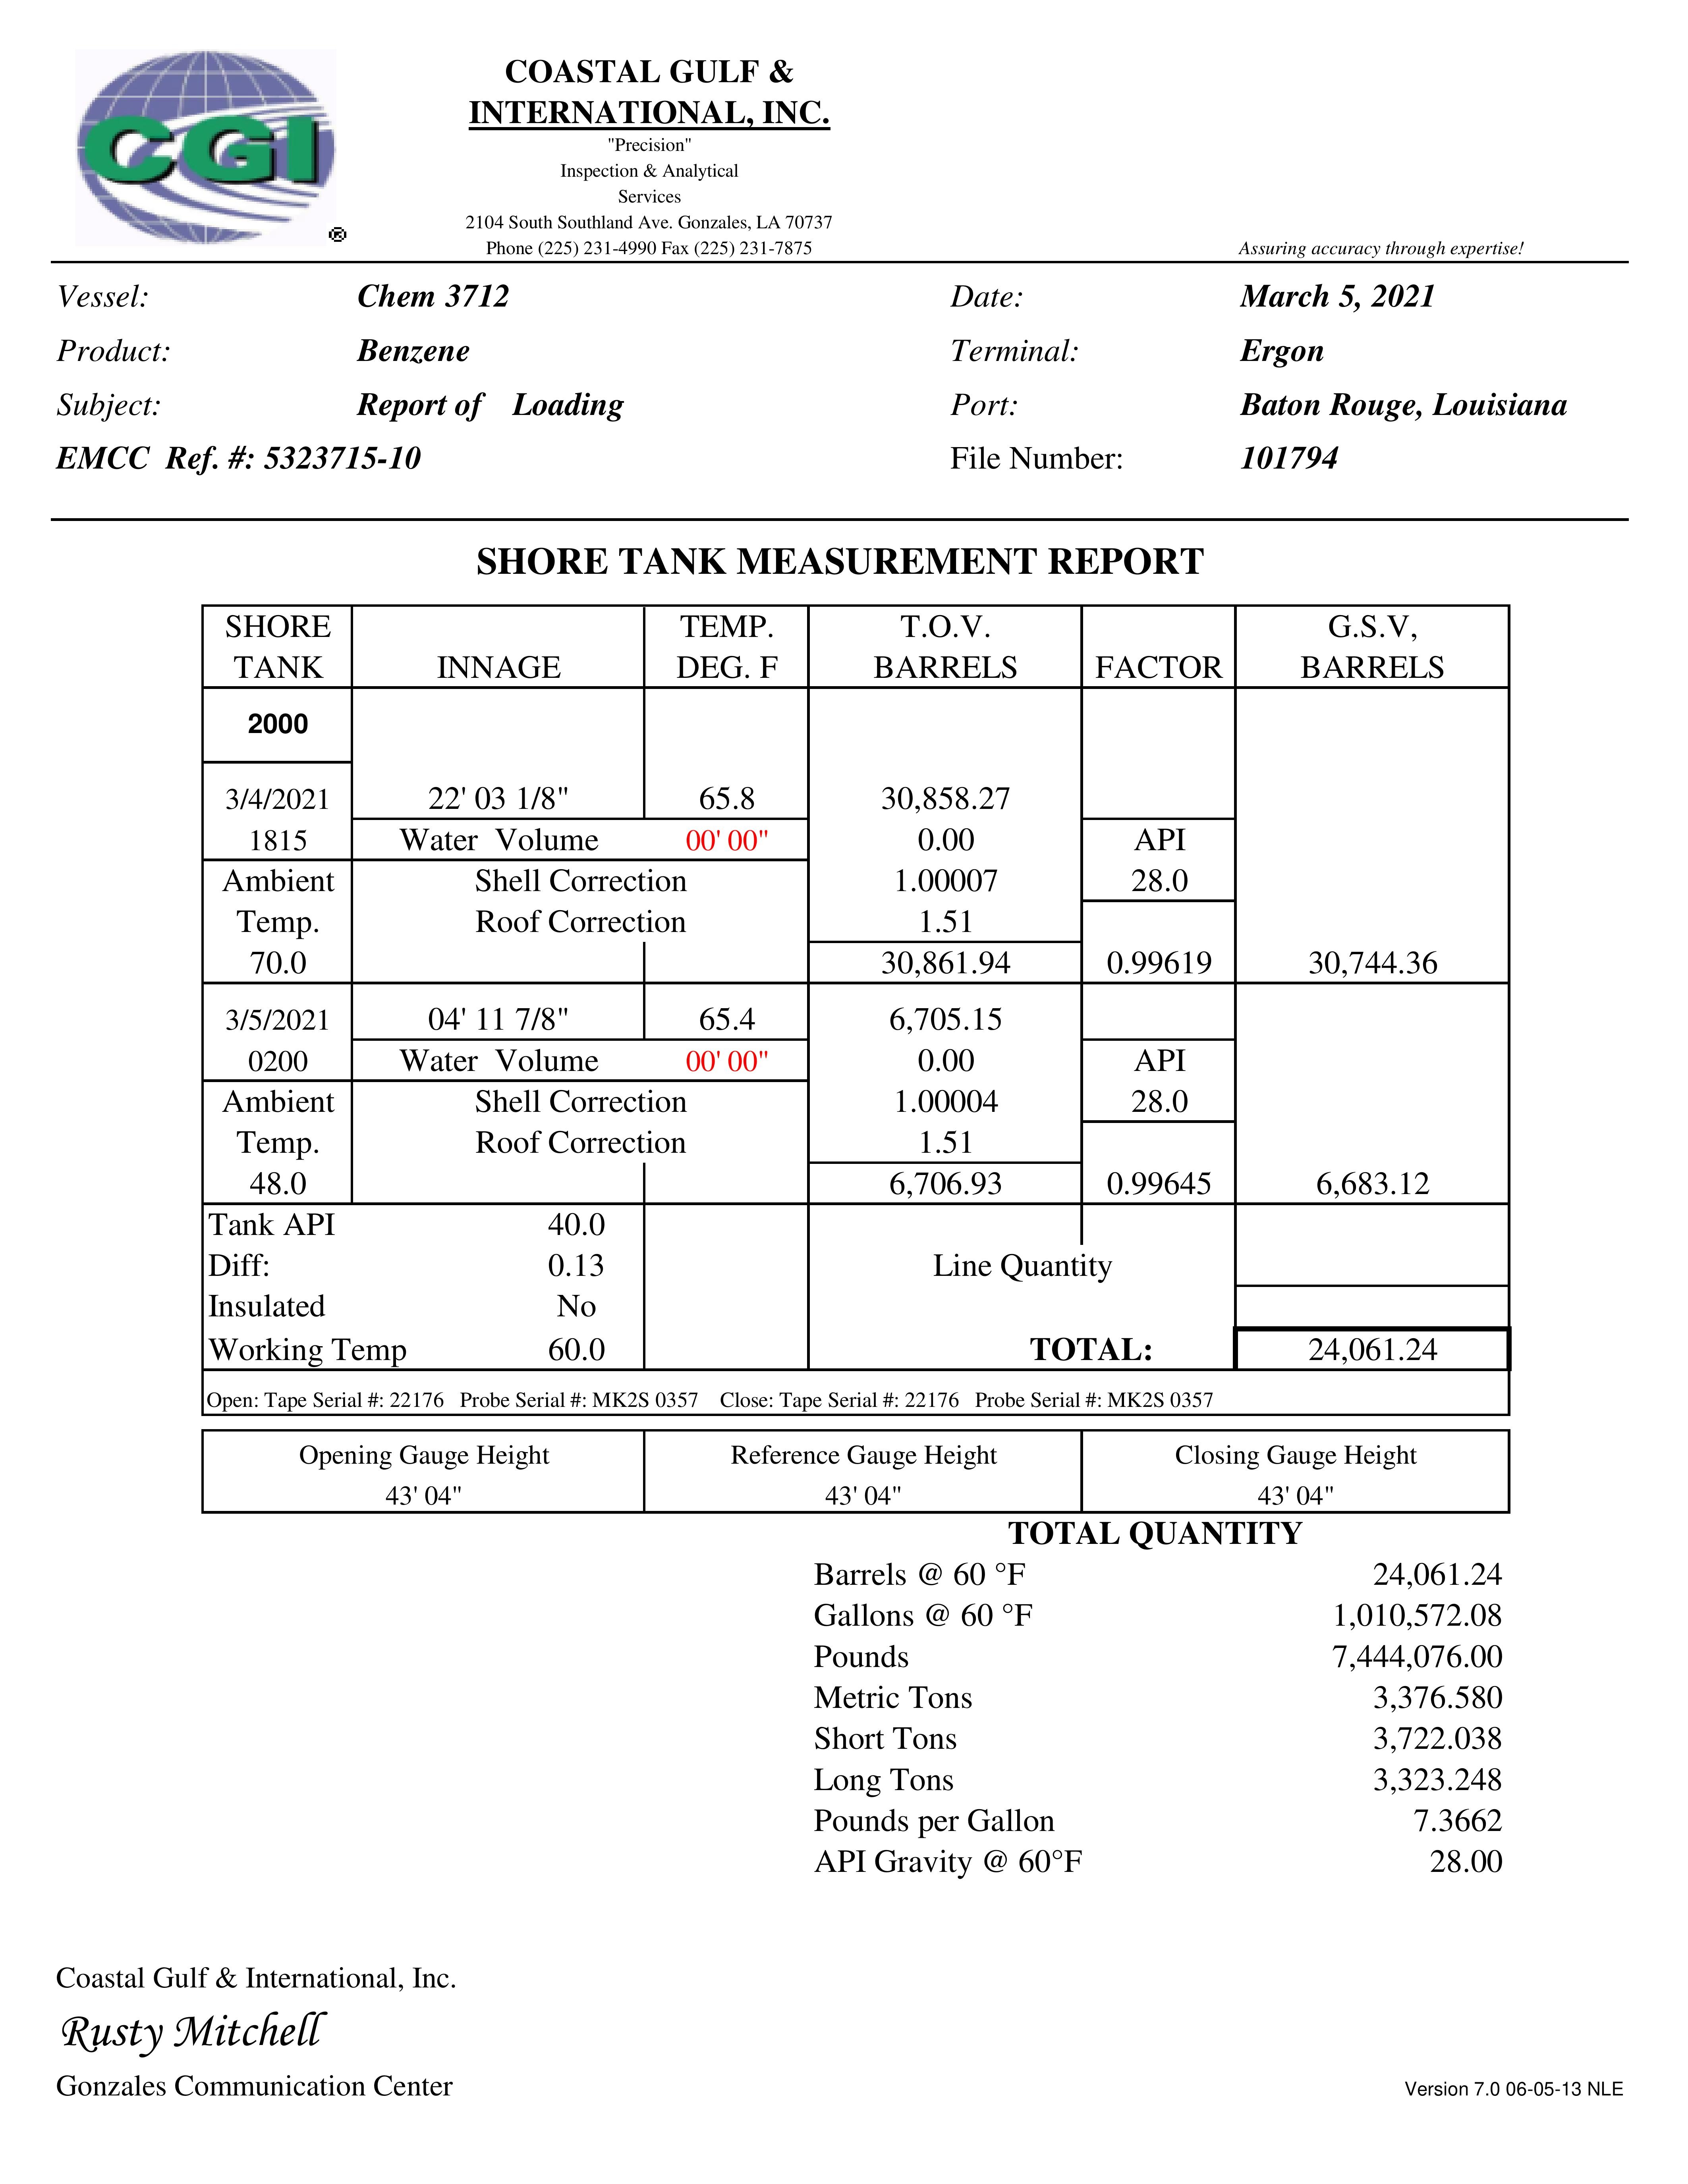 CGI
®
COASTAL GULF &
INTERNATIONAL, INC.
"Precision"
Inspection & Analytical
Services
2104 South Southland Ave. Gonzales, LA 70737
Phone (225) 231-4990 Fax (225) 231-7875
Assuring accuracy through expertise!
Vessel: Chem 3712 Date: March 5, 2021
Product: Benzene Terminal: Ergon
Subject: Report of Loading Port: Baton Rouge, Louisiana
EMCC Ref. #: 5323715-10 File Number: 101794
SHORE TANK MEASUREMENT REPORT
SHORE TEMP. T.O.V. G.S.V,
TANK INNAGE DEG. F BARRELS FACTOR BARRELS
2000
3/4/2021 22' 03 1/8" 65.8 30,858.27
1815 Water Volume 00' 00" 0.00 API
Ambient Shell Correction 1.00007 28.0
Temp. Roof Correction 1.51
70.0 30,861.94 0.99619 30,744.36
3/5/2021 04' 11 7/8" 65.4 6,705.15
0200 Water Volume 00' 00" 0.00 API
Ambient Shell Correction 1.00004 28.0
Temp. Roof Correction 1.51
48.0 6,706.93 0.99645 6,683.12
Tank API 40.0
Diff: 0.13 Line Quantity
Insulated No
Working Temp 60.0 TOTAL: 24,061.24
Open: Tape Serial #: 22176 Probe Serial #: MK2S 0357 Close: Tape Serial #: 22176 Probe Serial #: MK2S 0357
Opening Gauge Height Reference Gauge Height Closing Gauge Height
43' 04" 43' 04" 43' 04"
TOTAL QUANTITY
Barrels @ 60 °F 24,061.24
Gallons @ 60 °F 1,010,572.08
Pounds 7,444,076.00
Metric Tons 3,376.580
Short Tons 3,722.038
Long Tons 3,323.248
Pounds per Gallon 7.3662
API Gravity @ 60°F 28.00
Coastal Gulf & International, Inc.
Rusty Mitchell
Gonzales Communication Center
Version 7.0 06-05-13 NLE